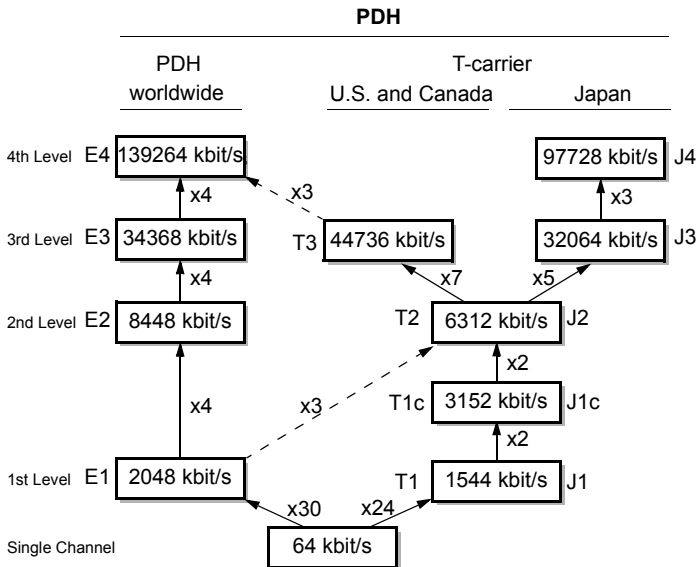 PDH
PDH
worldwide
T-carrier
U.S. and Canada
Japan
4th Level E4 139264 kbit/s 97728 kbit/s J4
x4 x3 x3
3rd Level E3 34368 kbit/s T3 44736 kbit/s 32064 kbit/s J3
x4 x7 x5
2nd Level E2 8448 kbit/s T2 6312 kbit/s J2
x2
x4 x3 T1c 3152 kbit/s J1c
x2
1st Level E1 2048 kbit/s T1 1544 kbit/s J1
x30 x24
Single Channel 64 kbit/s